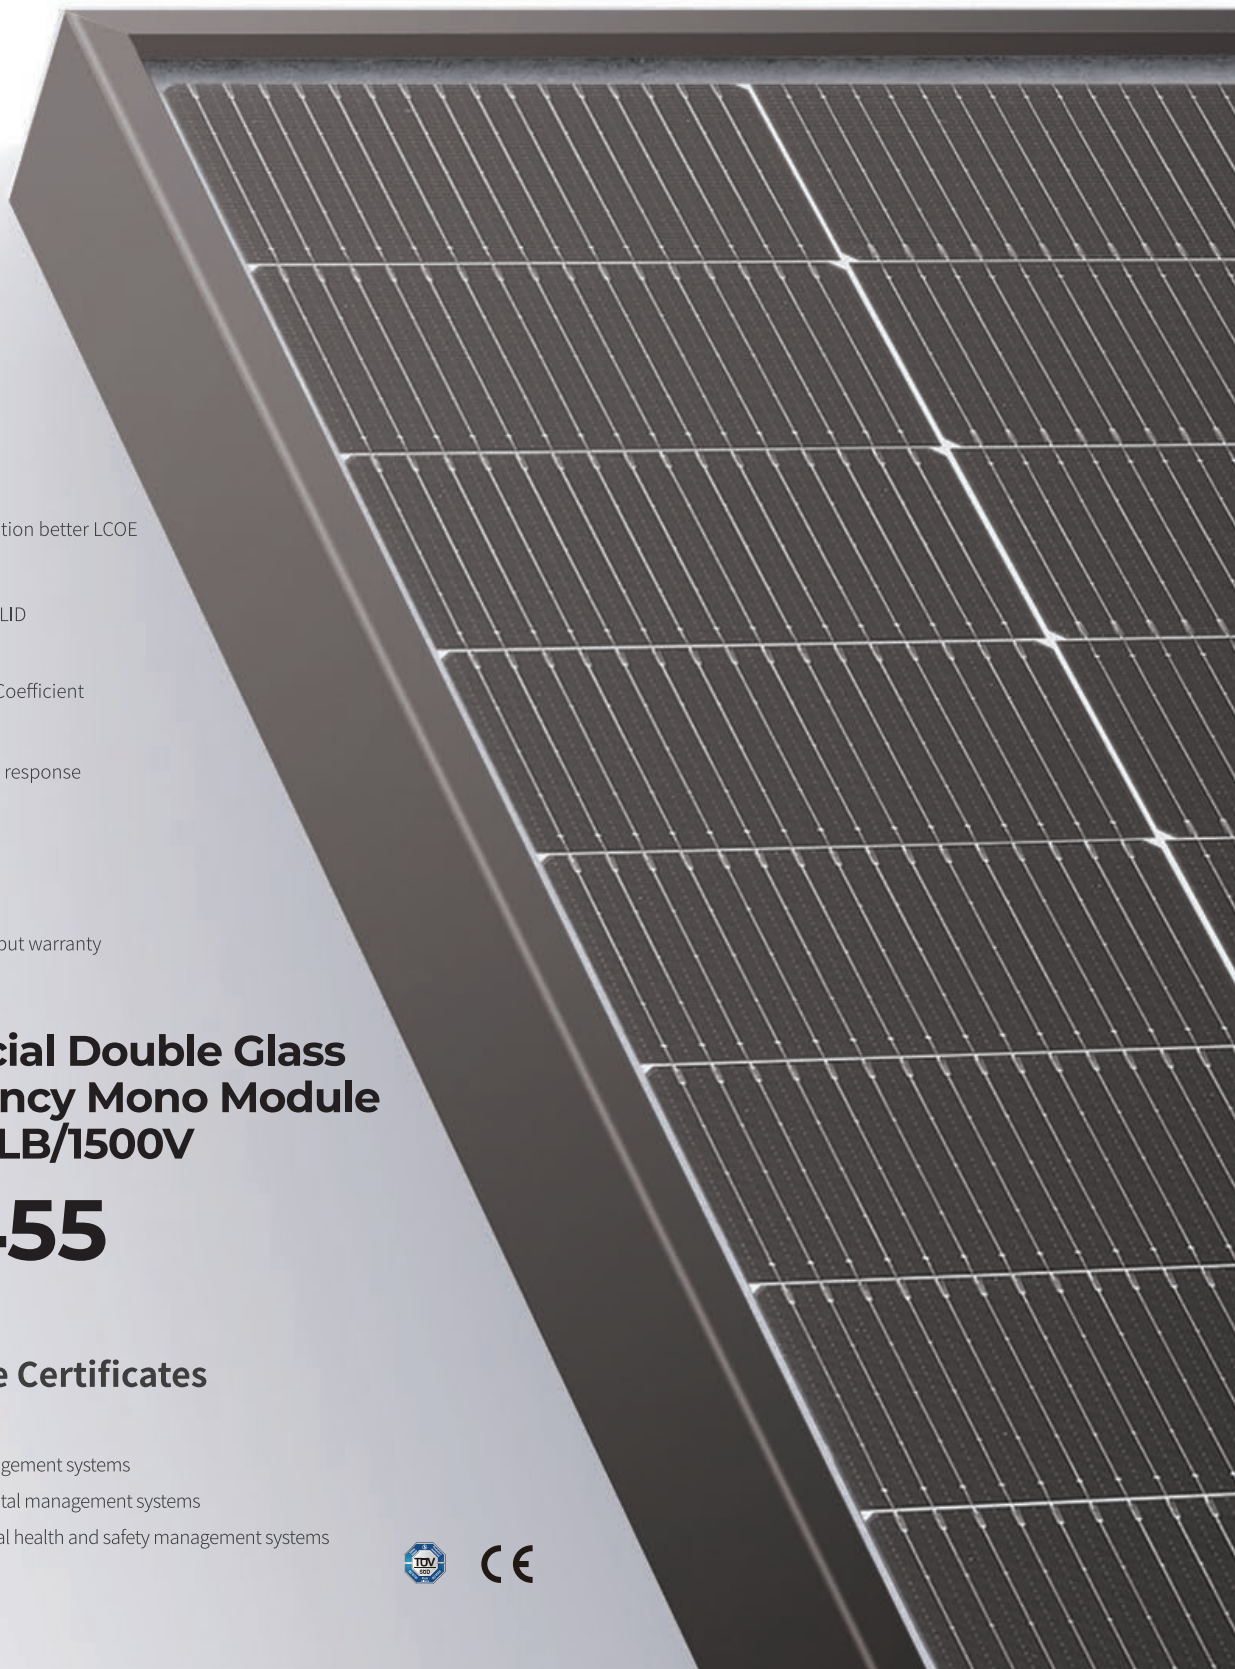 tion better LCOE
LID
Coefficient
response
out warranty
cial Double Glass
ncy Mono Module
LB/1500V
455
e Certificates
gement systems
tal management systems
al health and safety management systems
TÜV
SÜD
CE